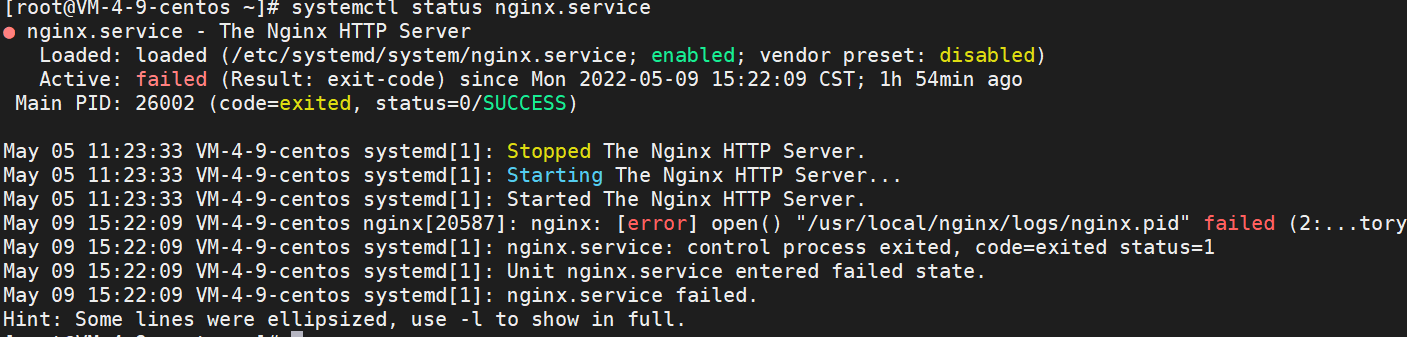 [root@VM-4-9-centos ~]# systemctl status nginx.service
● nginx.service - The Nginx HTTP Server
   Loaded: loaded (/etc/systemd/system/nginx.service; enabled; vendor preset: disabled)
   Active: failed (Result: exit-code) since Mon 2022-05-09 15:22:09 CST; 1h 54min ago
 Main PID: 26002 (code=exited, status=0/SUCCESS)

May 05 11:23:33 VM-4-9-centos systemd[1]: Stopped The Nginx HTTP Server.
May 05 11:23:33 VM-4-9-centos systemd[1]: Starting The Nginx HTTP Server...
May 05 11:23:33 VM-4-9-centos systemd[1]: Started The Nginx HTTP Server.
May 09 15:22:09 VM-4-9-centos nginx[20587]: nginx: [error] open() "/usr/local/nginx/logs/nginx.pid" failed (2:...tory
May 09 15:22:09 VM-4-9-centos systemd[1]: nginx.service: control process exited, code=exited status=1
May 09 15:22:09 VM-4-9-centos systemd[1]: Unit nginx.service entered failed state.
May 09 15:22:09 VM-4-9-centos systemd[1]: nginx.service failed.
Hint: Some lines were ellipsized, use -l to show in full.
[root@VM-4-9-centos ~]#